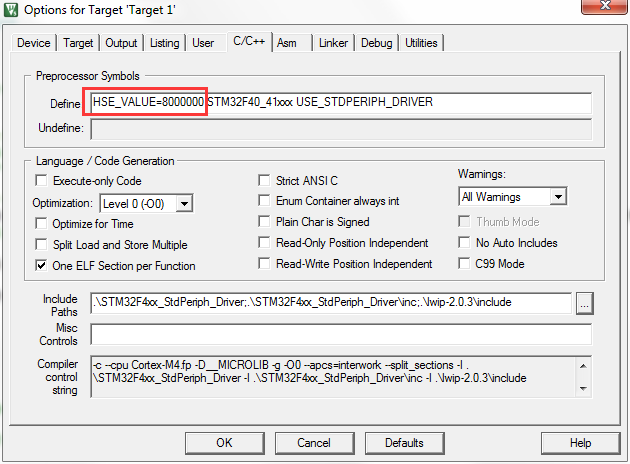 Options for Target 'Target 1'
Device Target Output Listing User C/C++ Asm Linker Debug Utilities
Preprocessor Symbols
Define: HSE_VALUE=8000000 STM32F40_41xxx USE_STDPERIPH_DRIVER
Undefine:
Language / Code Generation
Execute-only Code
Strict ANSI C
Warnings:
Optimization: Level 0 (-O0)
Enum Container always int
All Warnings
Optimize for Time
Plain Char is Signed
Thumb Mode
Split Load and Store Multiple
Read-Only Position Independent
No Auto Includes
One ELF Section per Function
Read-Write Position Independent
C99 Mode
Include Paths
.\STM32F4xx_StdPeriph_Driver;.\STM32F4xx_StdPeriph_Driver\inc;.\lwip-2.0.3\include
...
Misc Controls
Compiler control string
-c --cpu Cortex-M4.fp -D__MICROLIB -g -O0 --apcs=interwork --split_sections -I .
\STM32F4xx_StdPeriph_Driver -I .\STM32F4xx_StdPeriph_Driver\inc -I .\lwip-2.0.3\include
OK Cancel Defaults Help